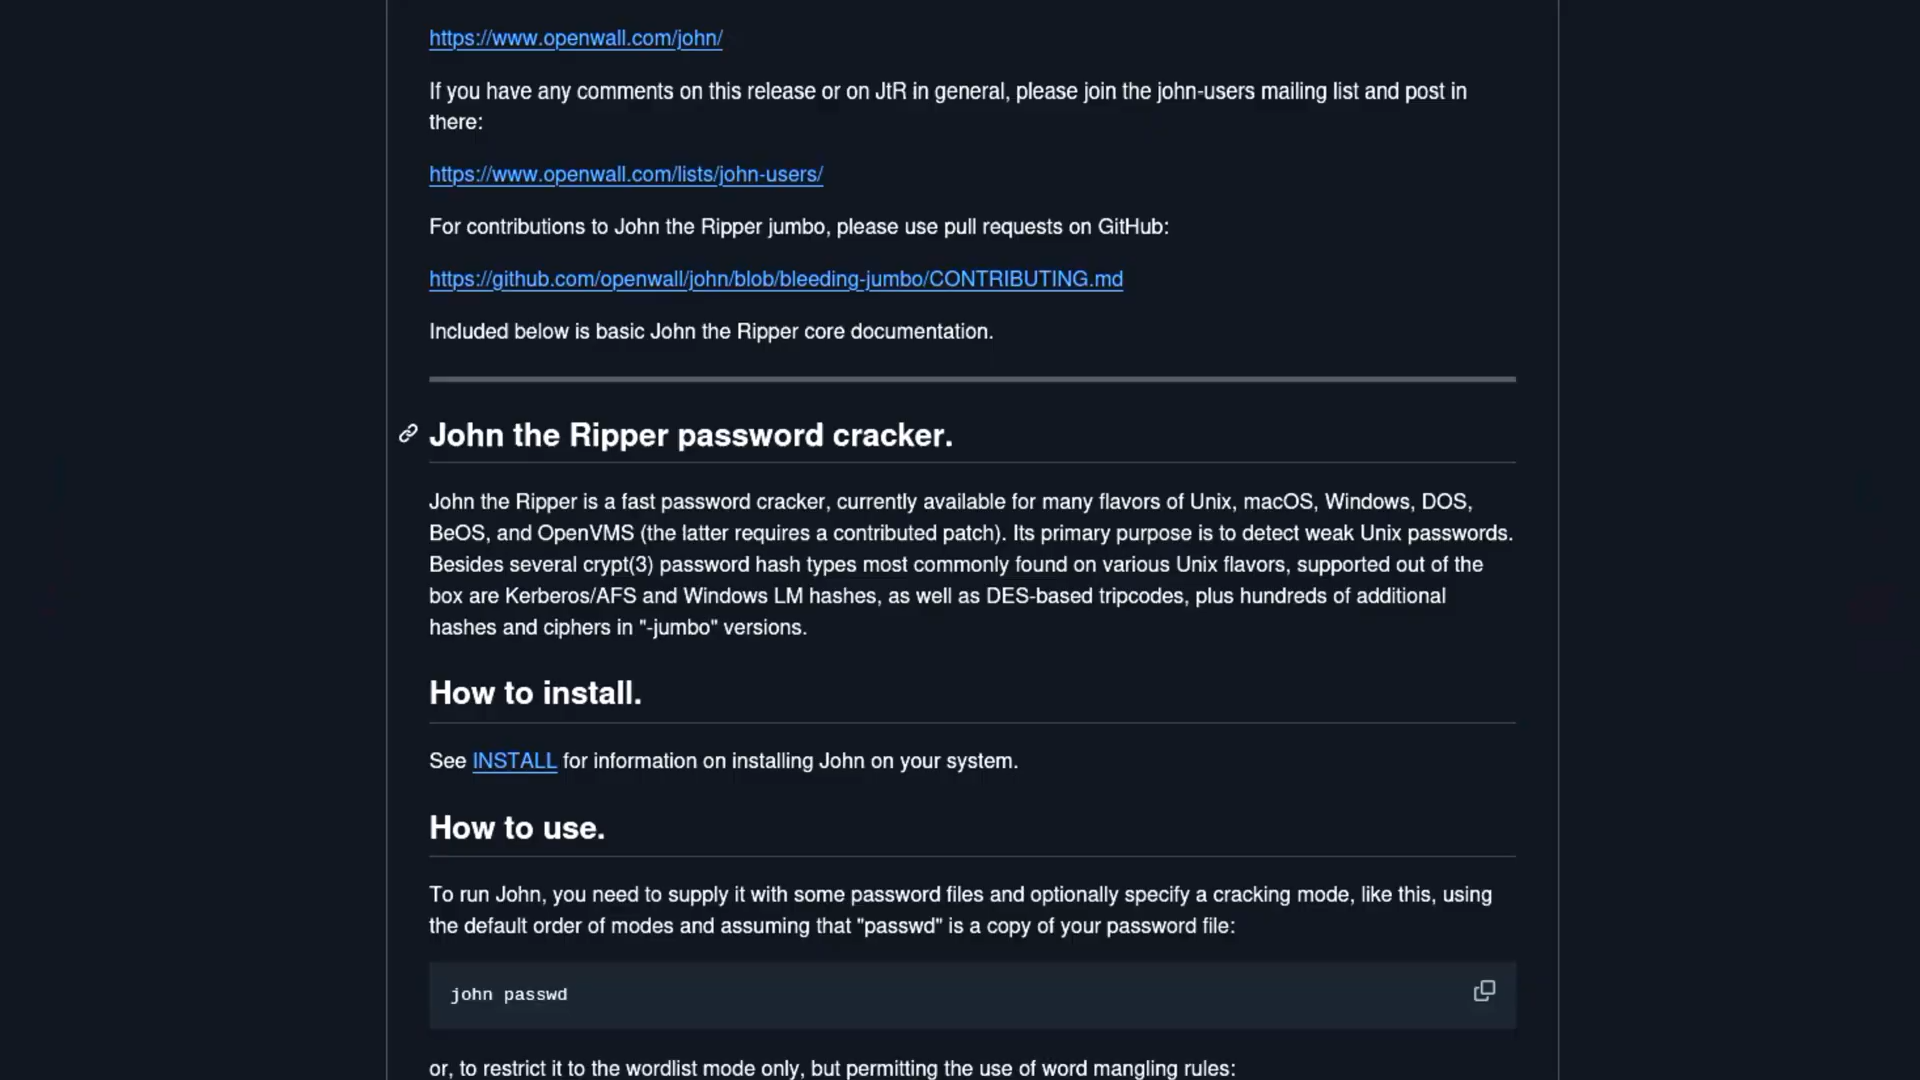 https://www.openwall.com/john/
If you have any comments on this release or on JtR in general, please join the john-users mailing list and post in
there:
https://www.openwall.com/lists/john-users/
For contributions to John the Ripper jumbo, please use pull requests on GitHub:
https://github.com/openwall/john/blob/bleeding-jumbo/CONTRIBUTING.md
Included below is basic John the Ripper core documentation.
John the Ripper password cracker.
John the Ripper is a fast password cracker, currently available for many flavors of Unix, macOS, Windows, DOS,
BeOS, and OpenVMS (the latter requires a contributed patch). Its primary purpose is to detect weak Unix passwords.
Besides several crypt(3) password hash types most commonly found on various Unix flavors, supported out of the
box are Kerberos/AFS and Windows LM hashes, as well as DES-based tripcodes, plus hundreds of additional
hashes and ciphers in "-jumbo" versions.
How to install.
See INSTALL for information on installing John on your system.
How to use.
To run John, you need to supply it with some password files and optionally specify a cracking mode, like this, using
the default order of modes and assuming that "passwd" is a copy of your password file:
john passwd
or, to restrict it to the wordlist mode only, but permitting the use of word mangling rules: